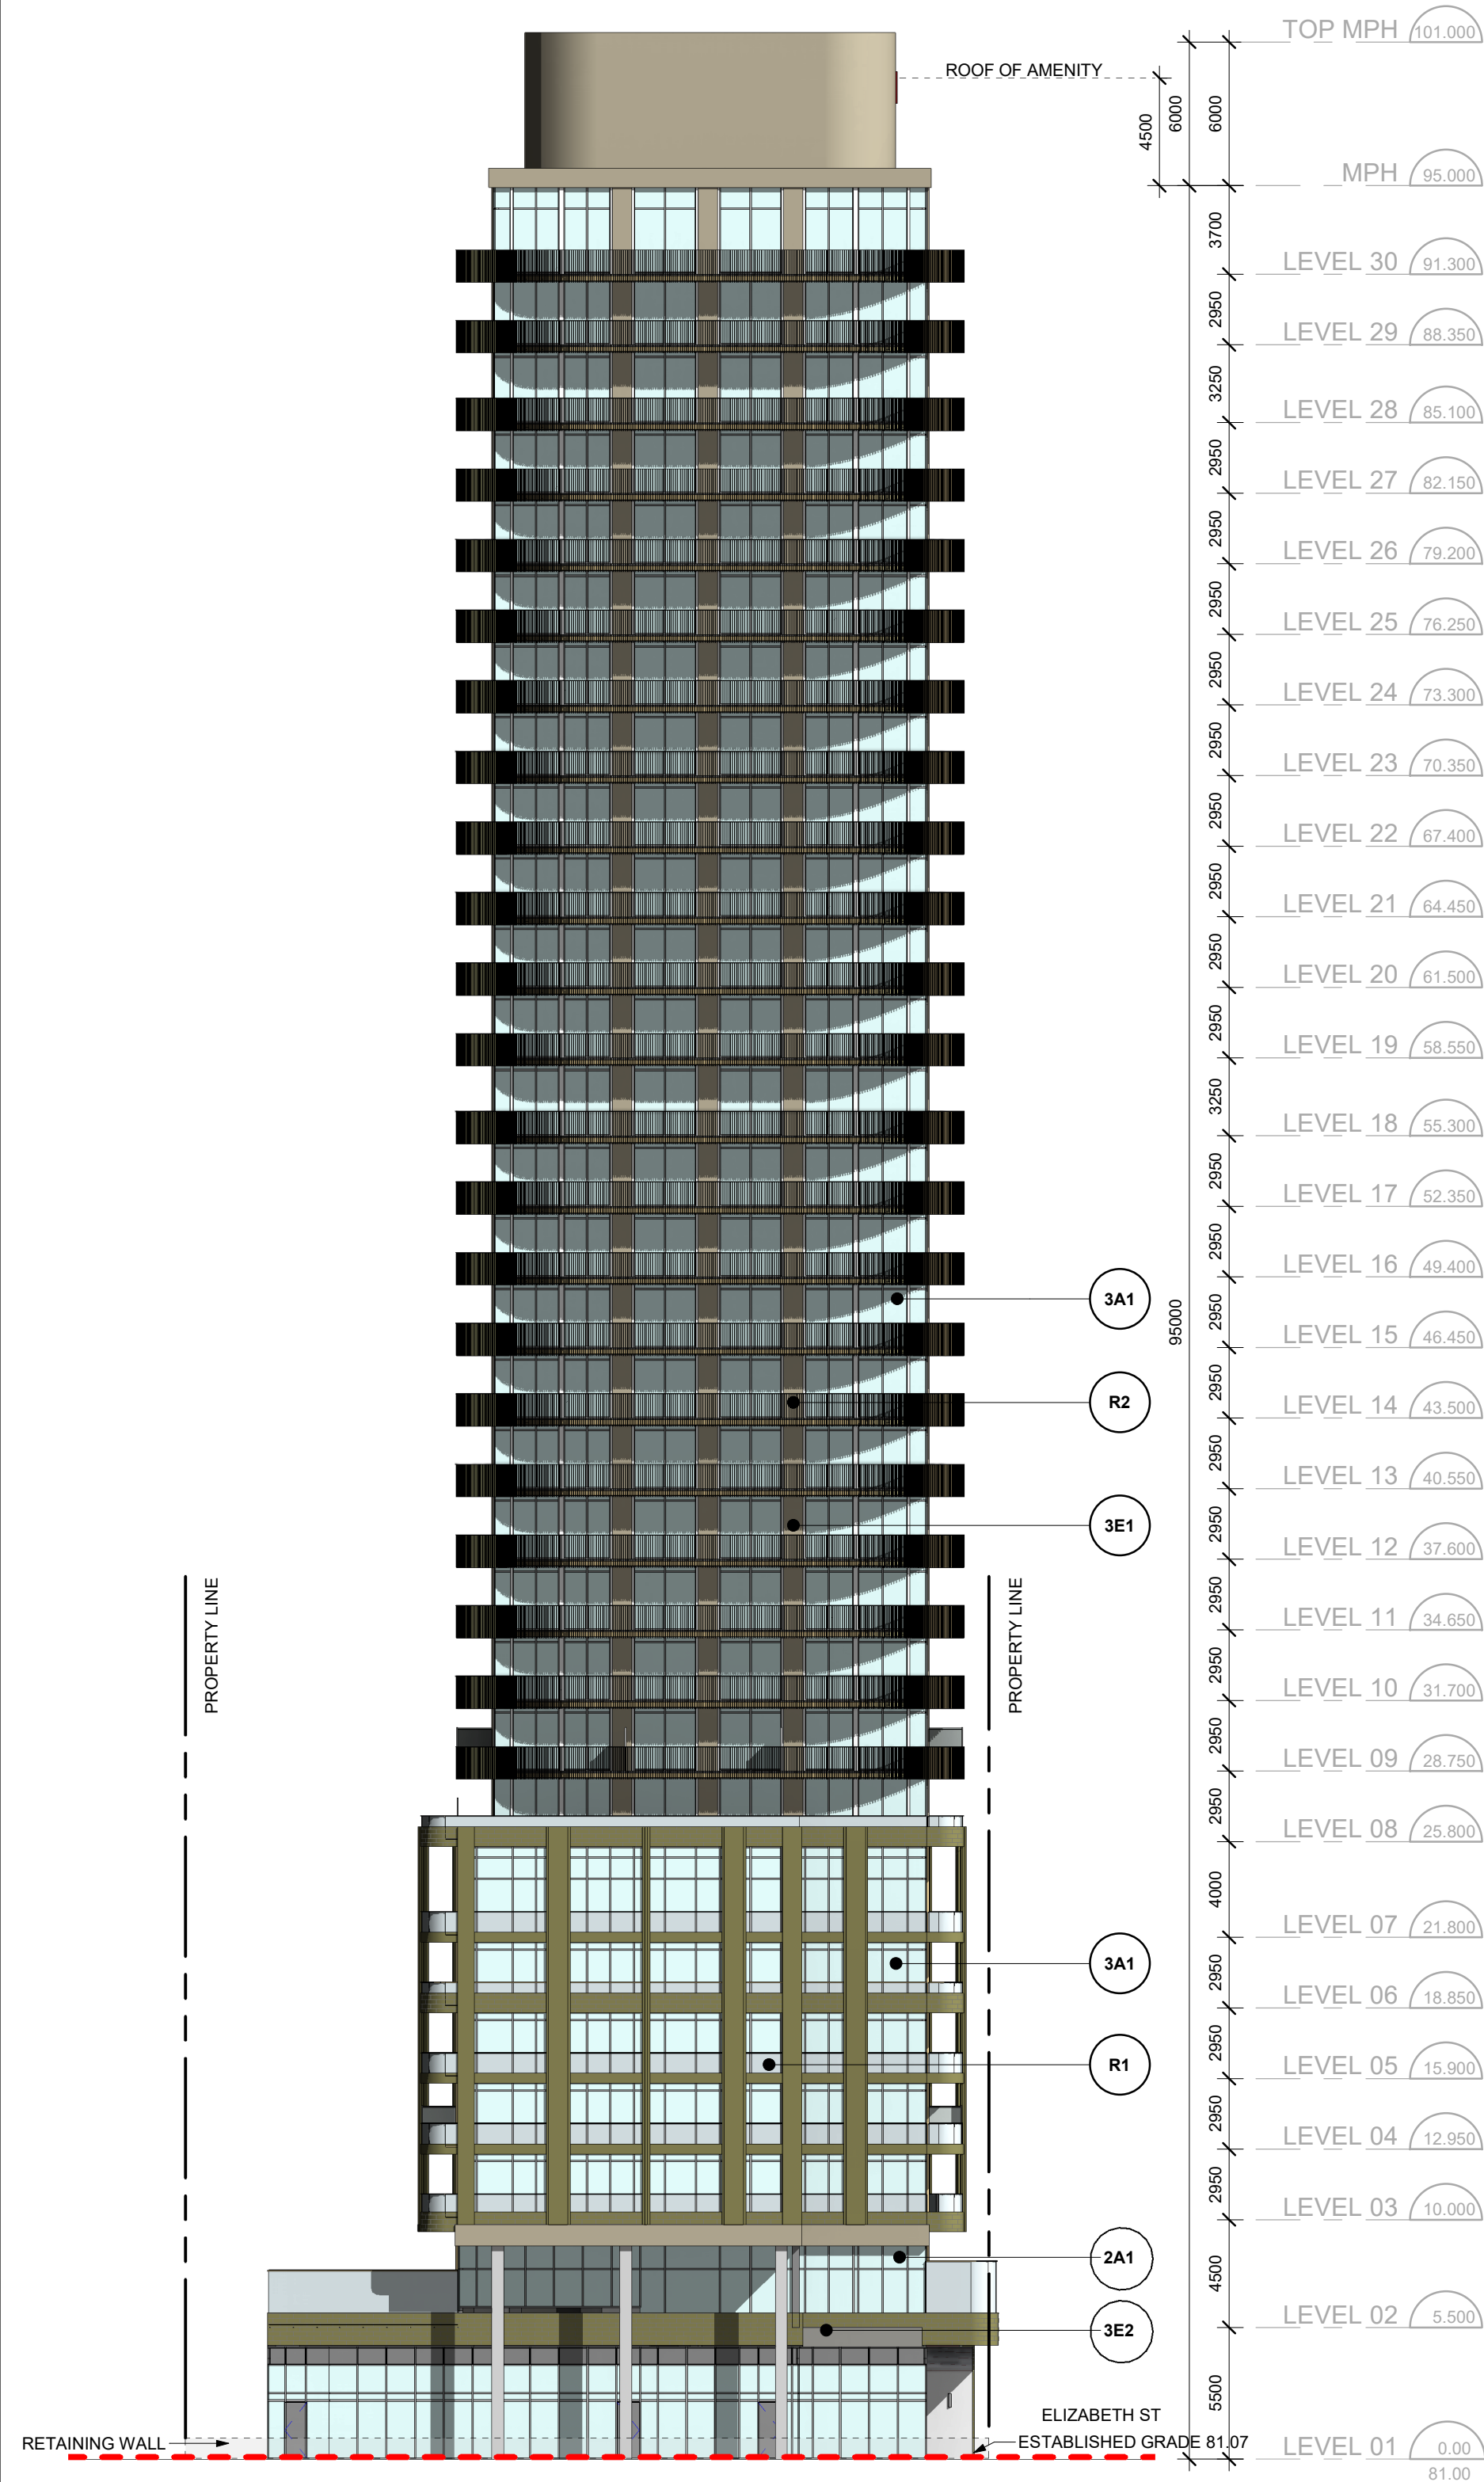 TOP MPH 101.000
ROOF OF AMENITY
4500
6000
6000
MPH 95.000
3700
LEVEL 30 91.300
2950
LEVEL 29 88.350
3250
LEVEL 28 85.100
2950
LEVEL 27 82.150
2950
LEVEL 26 79.200
2950
LEVEL 25 76.250
2950
LEVEL 24 73.300
2950
LEVEL 23 70.350
2950
LEVEL 22 67.400
2950
LEVEL 21 64.450
2950
LEVEL 20 61.500
2950
LEVEL 19 58.550
3250
LEVEL 18 55.300
2950
LEVEL 17 52.350
2950
LEVEL 16 49.400
3A1
95000
2950
LEVEL 15 46.450
2950
R2
LEVEL 14 43.500
2950
LEVEL 13 40.550
3E1
2950
LEVEL 12 37.600
2950
PROPERTY LINE
PROPERTY LINE
LEVEL 11 34.650
2950
LEVEL 10 31.700
2950
LEVEL 09 28.750
2950
LEVEL 08 25.800
4000
LEVEL 07 21.800
3A1
2950
LEVEL 06 18.850
2950
R1
LEVEL 05 15.900
2950
LEVEL 04 12.950
2950
LEVEL 03 10.000
2A1
4500
LEVEL 02 5.500
3E2
5500
ELIZABETH ST
RETAINING WALL
ESTABLISHED GRADE 81.07
LEVEL 01 0.00
81.00